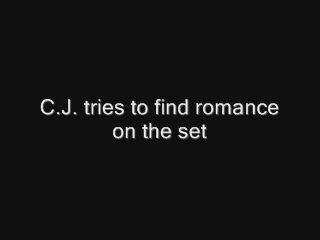 C.J. tries to find romance
on the set